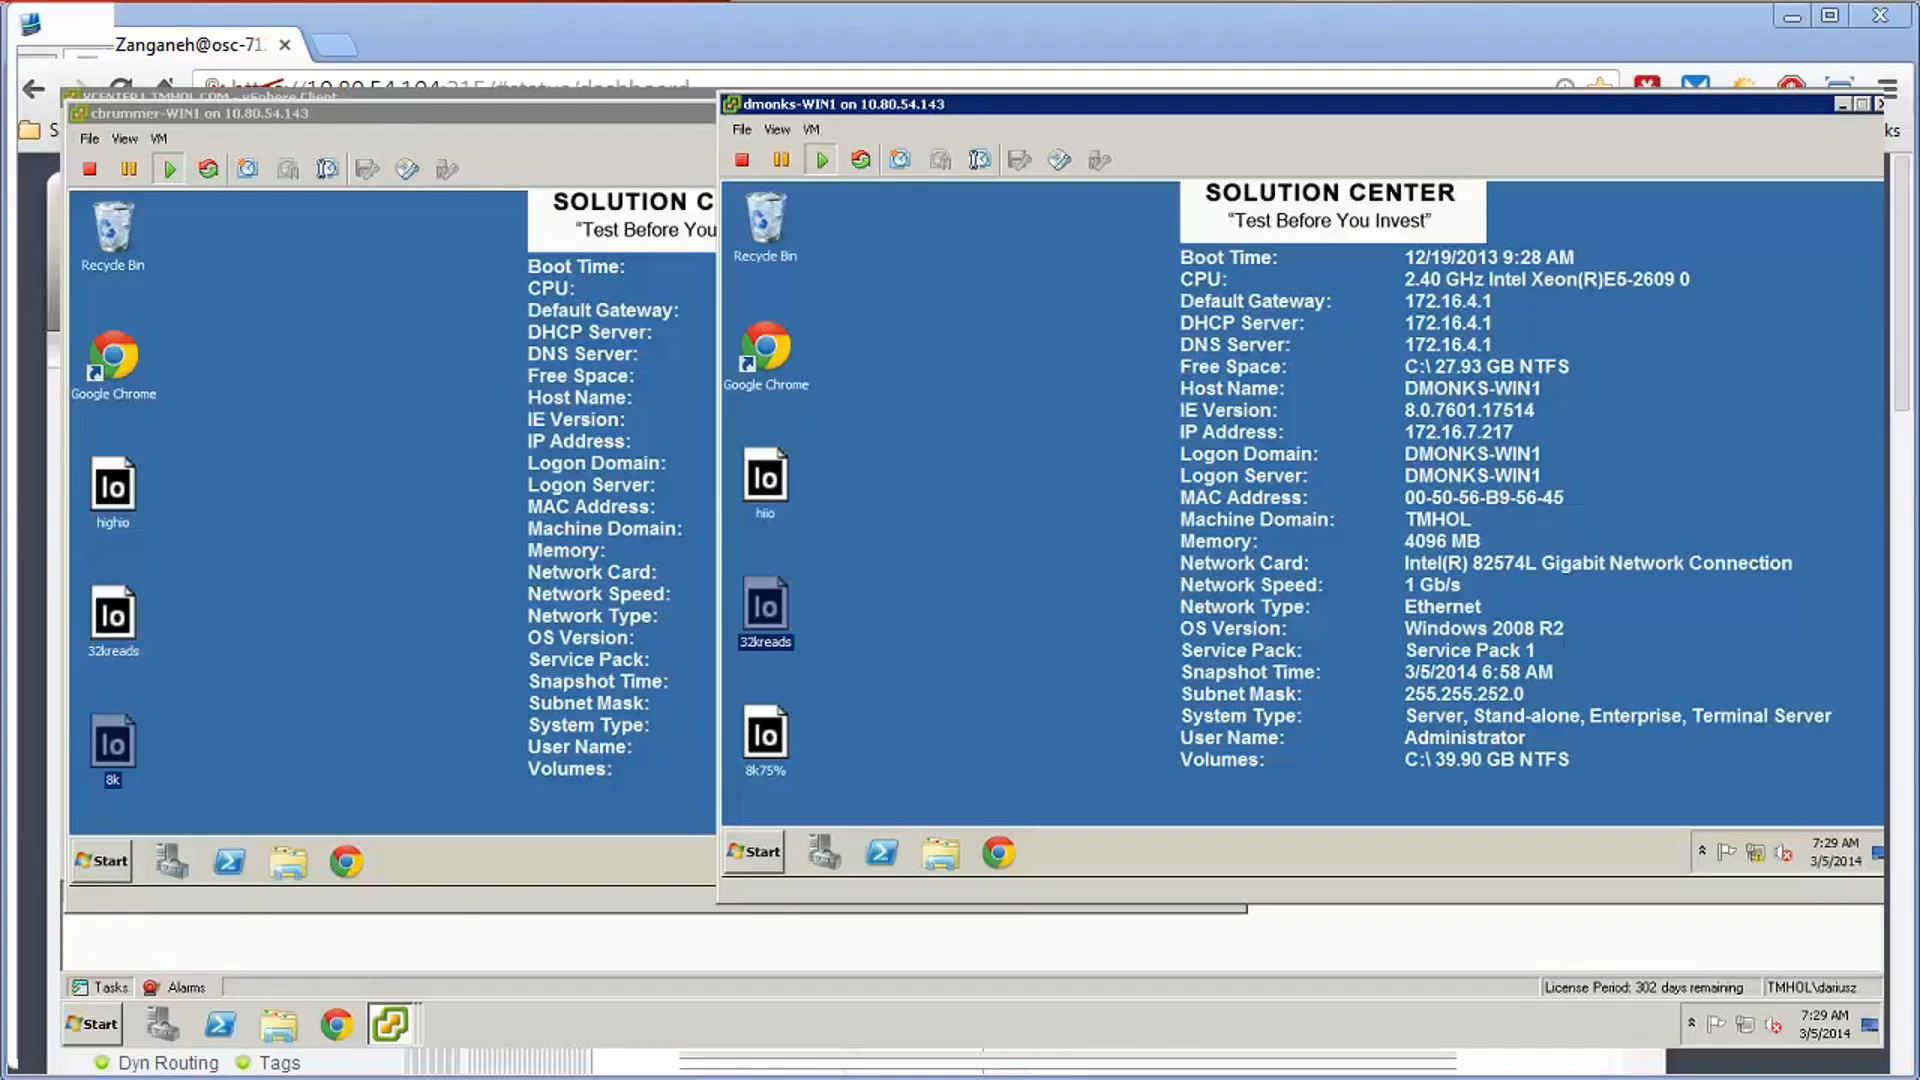 Zanganeh@osc-71
VCENTER1.TMHOL.COM - vSphere Client
cbrummer-WIN1 on 10.80.54.143
File View VM
SOLUTION C
"Test Before You
Recycle Bin
Google Chrome
highio
32kreads
8k
Boot Time:
CPU:
Default Gateway:
DHCP Server:
DNS Server:
Free Space:
Host Name:
IE Version:
IP Address:
Logon Domain:
Logon Server:
MAC Address:
Machine Domain:
Memory:
Network Card:
Network Speed:
Network Type:
OS Version:
Service Pack:
Snapshot Time:
Subnet Mask:
System Type:
User Name:
Volumes:
Start
dmonks-WIN1 on 10.80.54.143
File View VM
SOLUTION CENTER
"Test Before You Invest"
Recycle Bin
Google Chrome
hiio
32kreads
8k75%
Boot Time: 12/19/2013 9:28 AM
CPU: 2.40 GHz Intel Xeon(R)E5-2609 0
Default Gateway: 172.16.4.1
DHCP Server: 172.16.4.1
DNS Server: 172.16.4.1
Free Space: C:\ 27.93 GB NTFS
Host Name: DMONKS-WIN1
IE Version: 8.0.7601.17514
IP Address: 172.16.7.217
Logon Domain: DMONKS-WIN1
Logon Server: DMONKS-WIN1
MAC Address: 00-50-56-B9-56-45
Machine Domain: TMHOL
Memory: 4096 MB
Network Card: Intel(R) 82574L Gigabit Network Connection
Network Speed: 1 Gb/s
Network Type: Ethernet
OS Version: Windows 2008 R2
Service Pack: Service Pack 1
Snapshot Time: 3/5/2014 6:58 AM
Subnet Mask: 255.255.252.0
System Type: Server, Stand-alone, Enterprise, Terminal Server
User Name: Administrator
Volumes: C:\ 39.90 GB NTFS
Start
7:29 AM
3/5/2014
Tasks Alarms
License Period: 302 days remaining TMHOL\dariusz
Start
7:29 AM
3/5/2014
Dyn Routing Tags